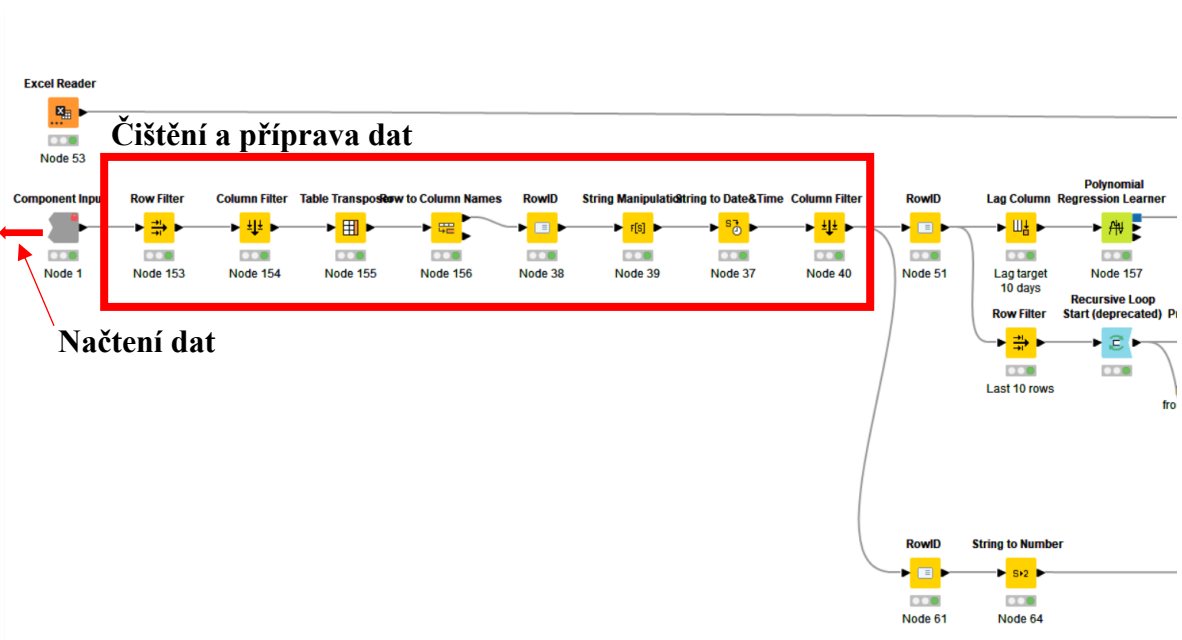 Excel Reader
Node 53
Čištění a příprava dat
Component Inpu
Node 1
Row Filter
Node 153
Column Filter
Node 154
Table Transposer
Node 155
Row to Column Names
Node 156
RowID
Node 38
String Manipulation
Node 39
String to Date&Time
Node 37
Column Filter
Node 40
RowID
Node 51
Lag Column
Lag target
10 days
Polynomial
Regression Learner
Node 157
Načtení dat
Row Filter
Last 10 rows
Recursive Loop
Start (deprecated)
P
fro
RowID
Node 61
String to Number
Node 64